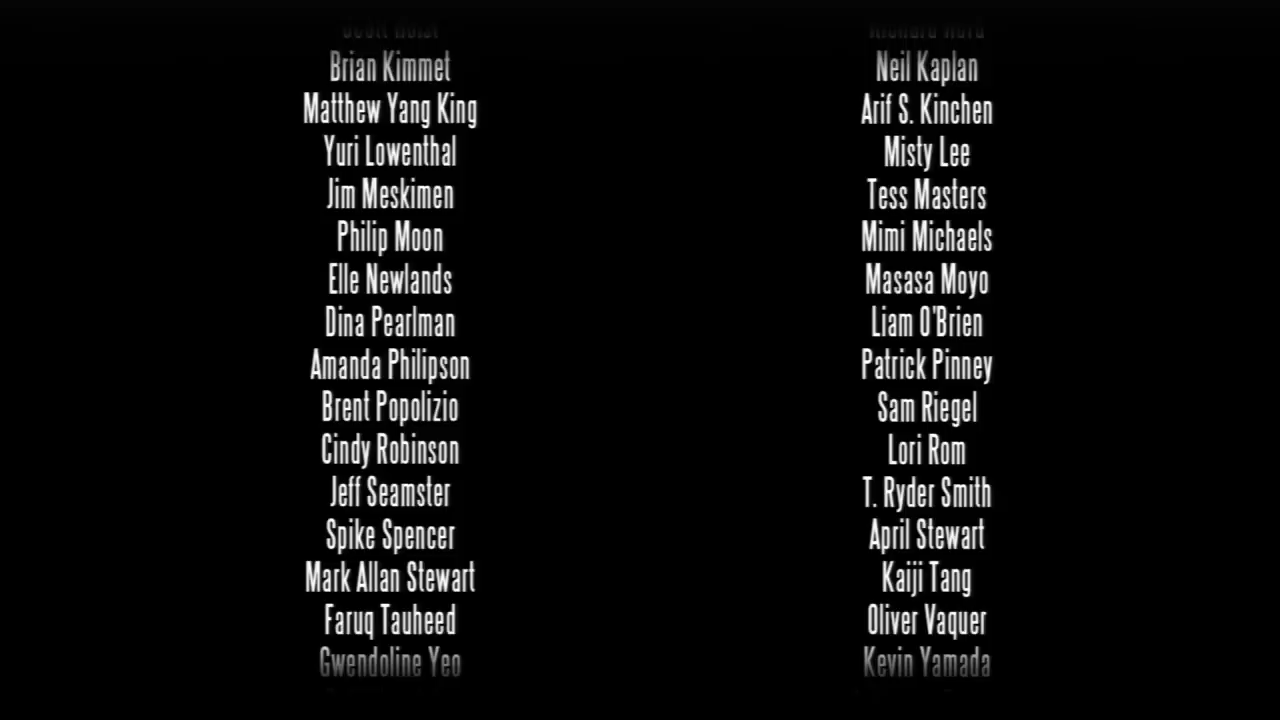 Brian Kimmet
Neil Kaplan
Matthew Yang King
Arif S. Kinchen
Yuri Lowenthal
Misty Lee
Jim Meskimen
Tess Masters
Philip Moon
Mimi Michaels
Elle Newlands
Masasa Moyo
Dina Pearlman
Liam O'Brien
Amanda Philipson
Patrick Pinney
Brent Popolizio
Sam Riegel
Cindy Robinson
Lori Rom
Jeff Seamster
T. Ryder Smith
Spike Spencer
April Stewart
Mark Allan Stewart
Kaiji Tang
Faruq Tauheed
Oliver Vaquer
Gwendoline Yeo
Kevin Yamada